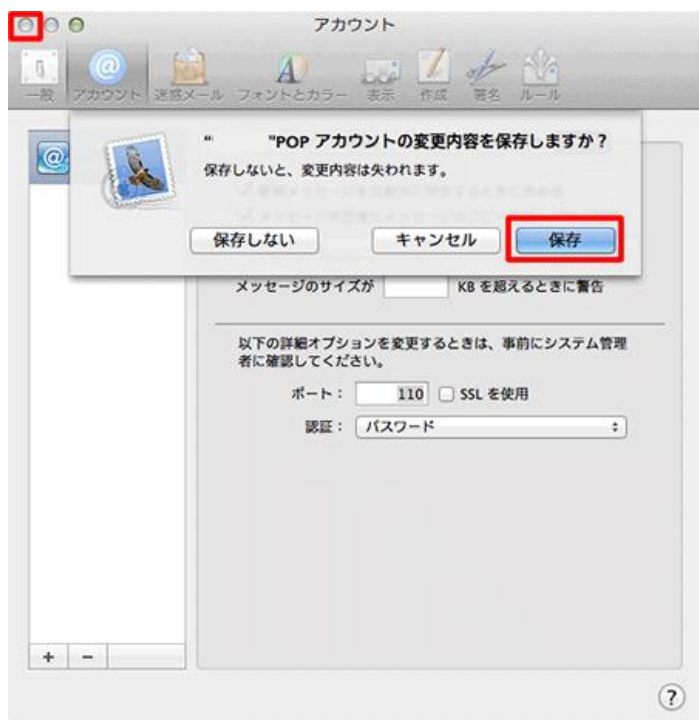 アカウント
一般 アカウント 迷惑メール フォントとカラー 表示 作成 署名 ルール
“ "POP アカウントの変更内容を保存しますか？
保存しないと、変更内容は失われます。
保存しない キャンセル 保存
メッセージのサイズが KB を超えるときに警告
以下の詳細オプションを変更するときは、事前にシステム管理
者に確認してください。
ポート： 110 SSL を使用
認証： パスワード
+ −
?